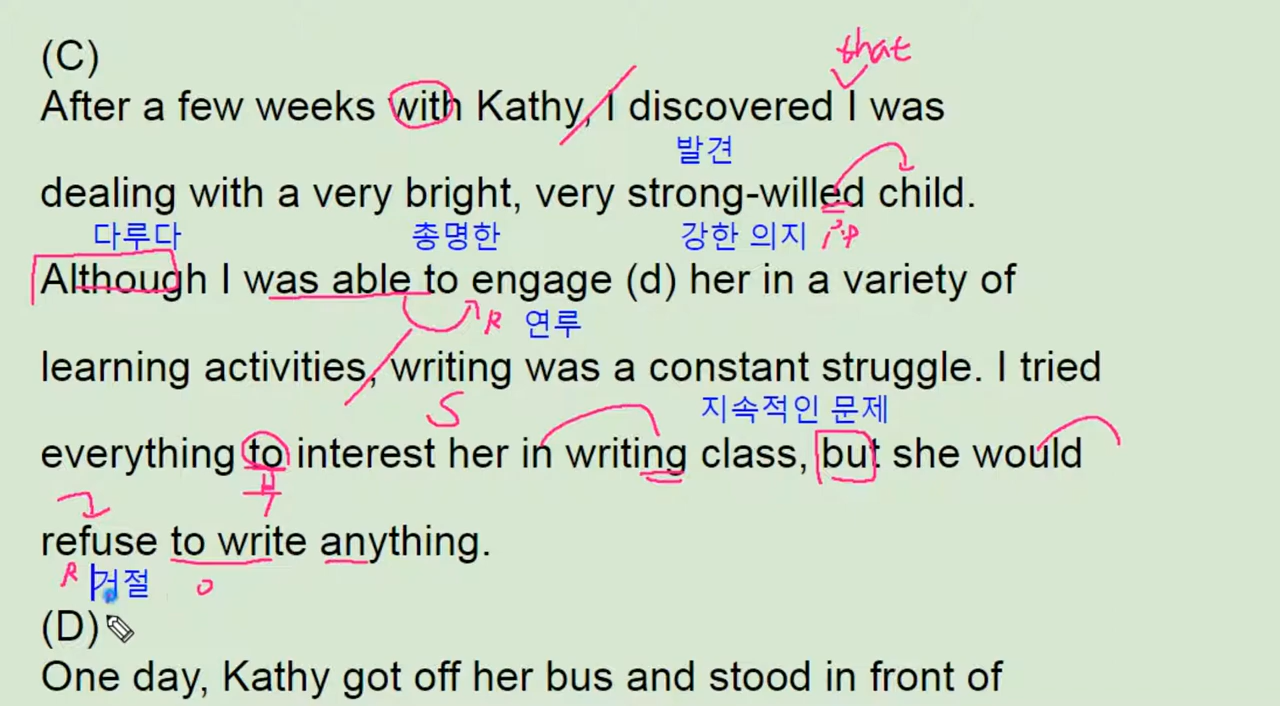 (C)
that
After a few weeks with Kathy, I discovered I was
발견
dealing with a very bright, very strong-willed child.
다루다 총명한 강한 의지 P.P
Although I was able to engage (d) her in a variety of
R 연루
learning activities, writing was a constant struggle. I tried
S 지속적인 문제
everything to interest her in writing class, but she would
refuse to write anything.
R 거절 O
(D)
One day, Kathy got off her bus and stood in front of